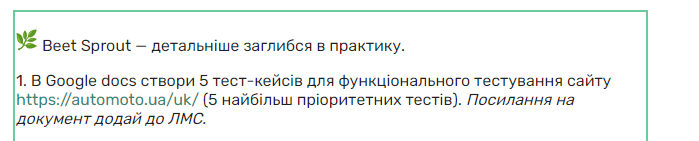 🌿 Beet Sprout — детальніше заглибся в практику.
1. В Google docs створи 5 тест-кейсів для функціонального тестування сайту
https://automoto.ua/uk/ (5 найбільш пріоритетних тестів). Посилання на
документ додай до ЛМС.